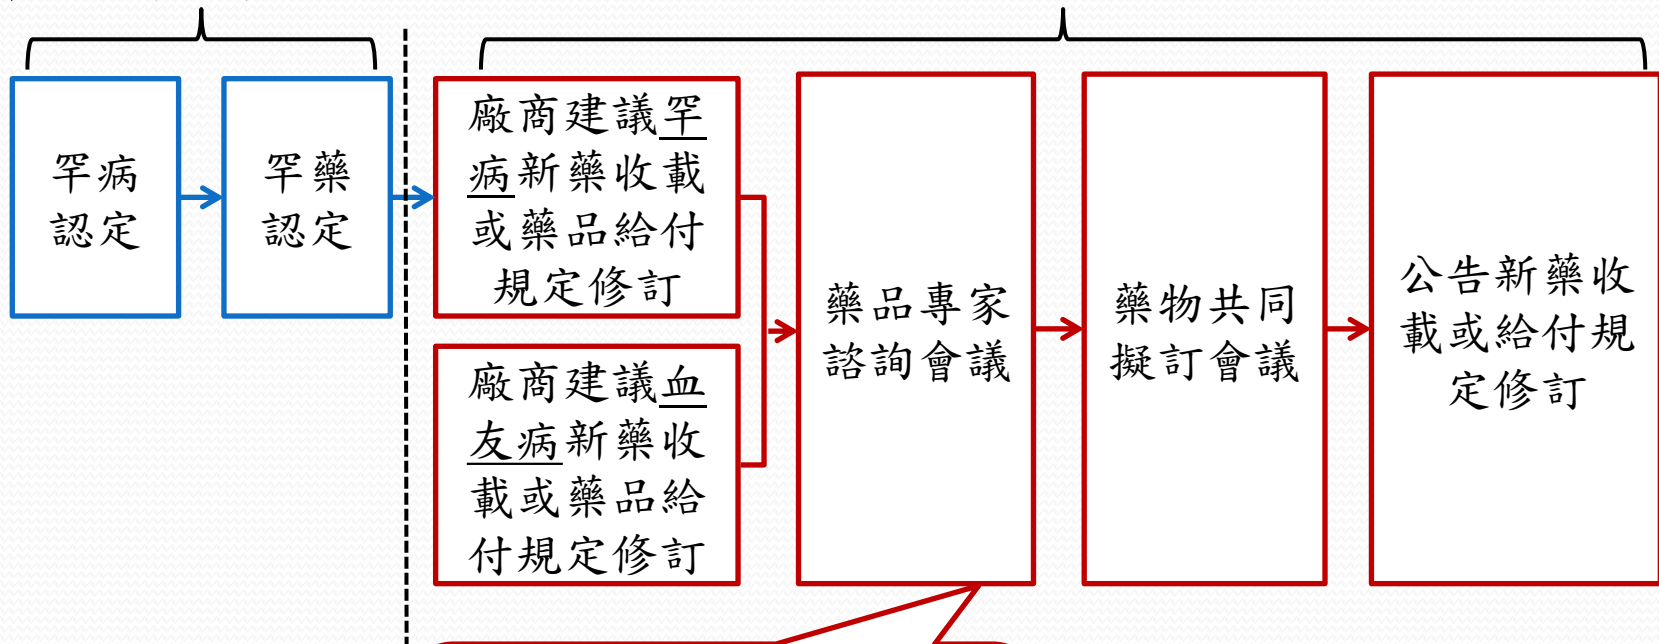 罕病
認定
罕藥
認定
廠商建議罕
病新藥收載
或藥品給付
規定修訂
廠商建議血
友病新藥收
載或藥品給
付規定修訂
藥品專家
諮詢會議
藥物共同
擬訂會議
公告新藥收
載或給付規
定修訂